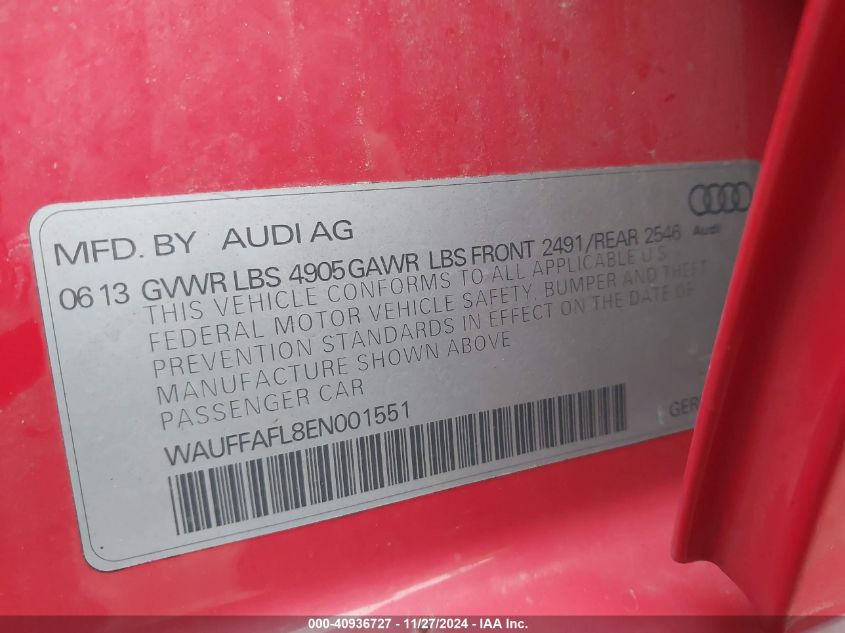 MFD. BY AUDI AG
Audi
06 13 GVWR LBS 4905 GAWR LBS FRONT 2491/REAR 2546
THIS VEHICLE CONFORMS TO ALL APPLICABLE U S
FEDERAL MOTOR VEHICLE SAFETY, BUMPER AND THEFT
PREVENTION STANDARDS IN EFFECT ON THE DATE OF
MANUFACTURE SHOWN ABOVE
PASSENGER CAR
WAUFFAFL8EN001551
GER
000-40936727 - 11/27/2024 - IAA Inc.